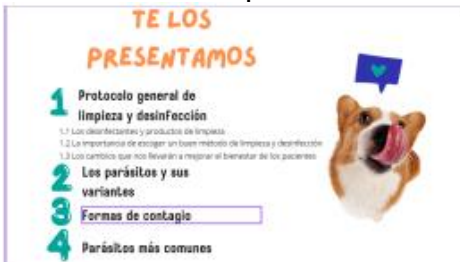 TE LOS
PRESENTAMOS
1 Protocolo general de
limpieza y desinfección
1.1 Los desinfectantes y productos de limpieza
1.2 La importancia de escoger un buen método de limpieza y desinfección
1.3 Los cambios que nos llevarán a mejorar el bienestar de los pacientes
2 Los parásitos y sus
variantes
3 Formas de contagio
4 Parásitos más comunes